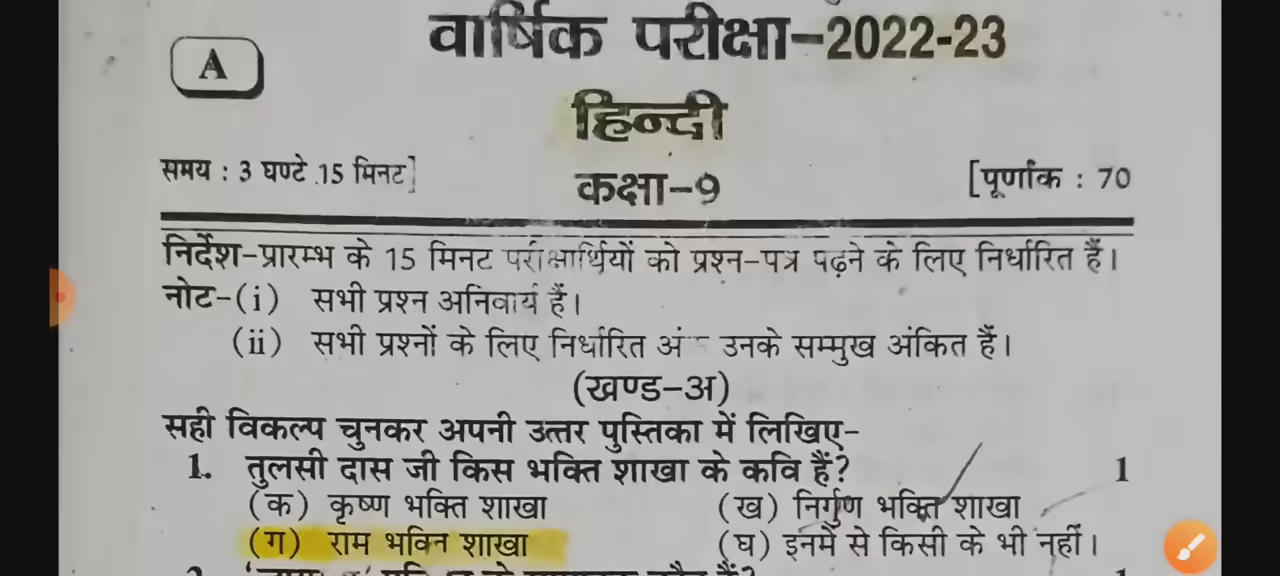 वार्षिक परीक्षा-2022-23
A
हिन्दी
समय : 3 घण्टे 15 मिनट]
कक्षा-9
[पूर्णांक : 70
निर्देश-प्रारम्भ के 15 मिनट परीक्षार्थियों को प्रश्न-पत्र पढ़ने के लिए निर्धारित हैं।
नोट-(i) सभी प्रश्न अनिवार्य हैं।
(ii) सभी प्रश्नों के लिए निर्धारित उनके सम्मुख अंकित हैं।
(खण्ड-अ)
सही विकल्प चुनकर अपनी उत्तर पुस्तिका में लिखिए-
1. तुलसी दास जी किस भक्ति शाखा के कवि हैं? 1
(क) कृष्ण भक्ति शाखा (ख) निर्गुण भक्ति शाखा
(ग) राम भक्ति शाखा (घ) इनमें से किसी के भी नहीं।